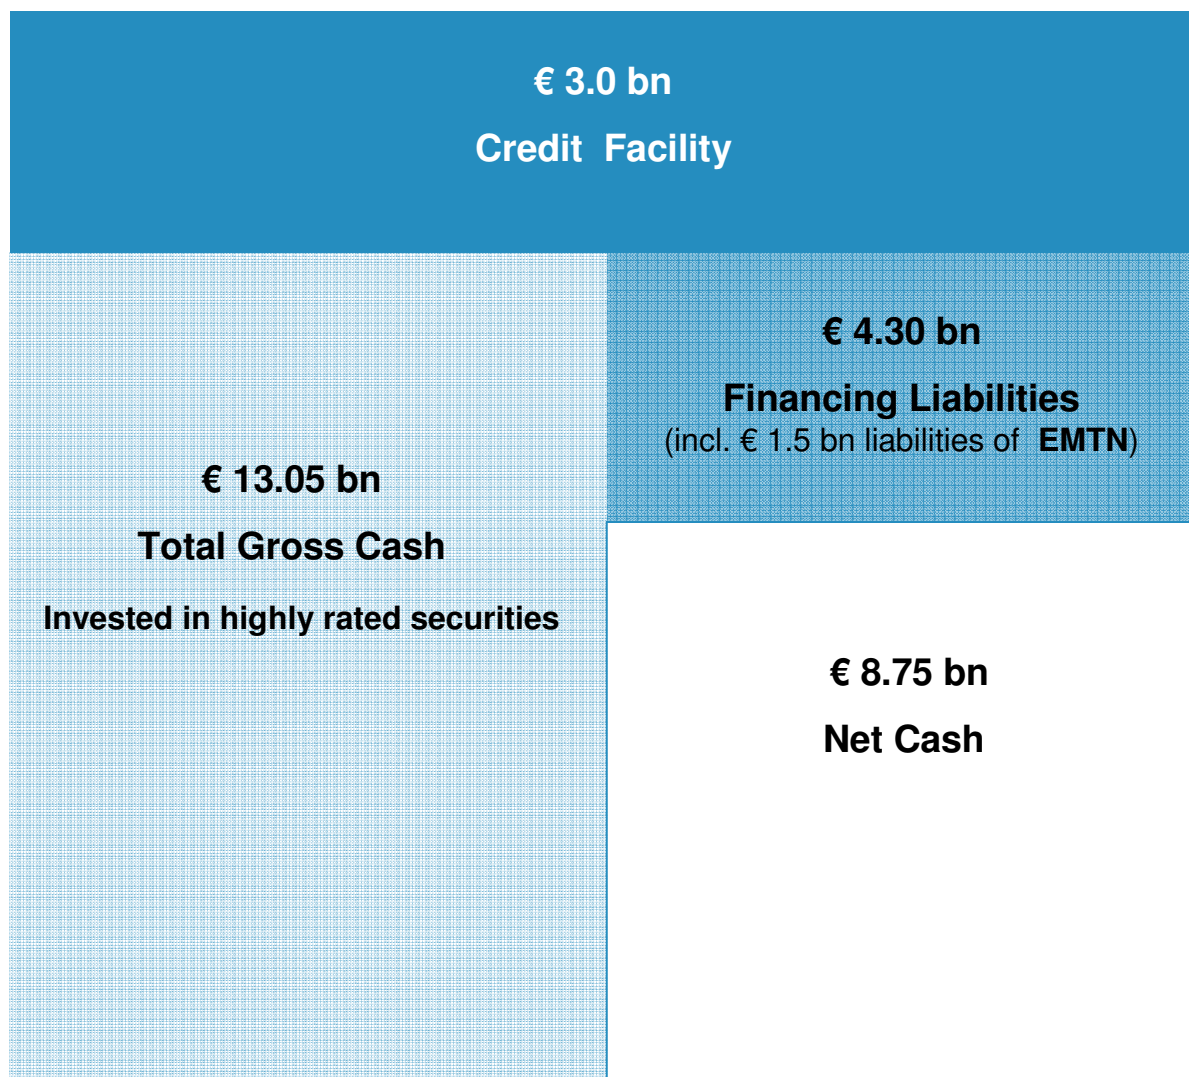 € 3.0 bn
Credit Facility
€ 13.05 bn
Total Gross Cash
Invested in highly rated securities
€ 4.30 bn
Financing Liabilities
(incl. € 1.5 bn liabilities of EMTN)
€ 8.75 bn
Net Cash